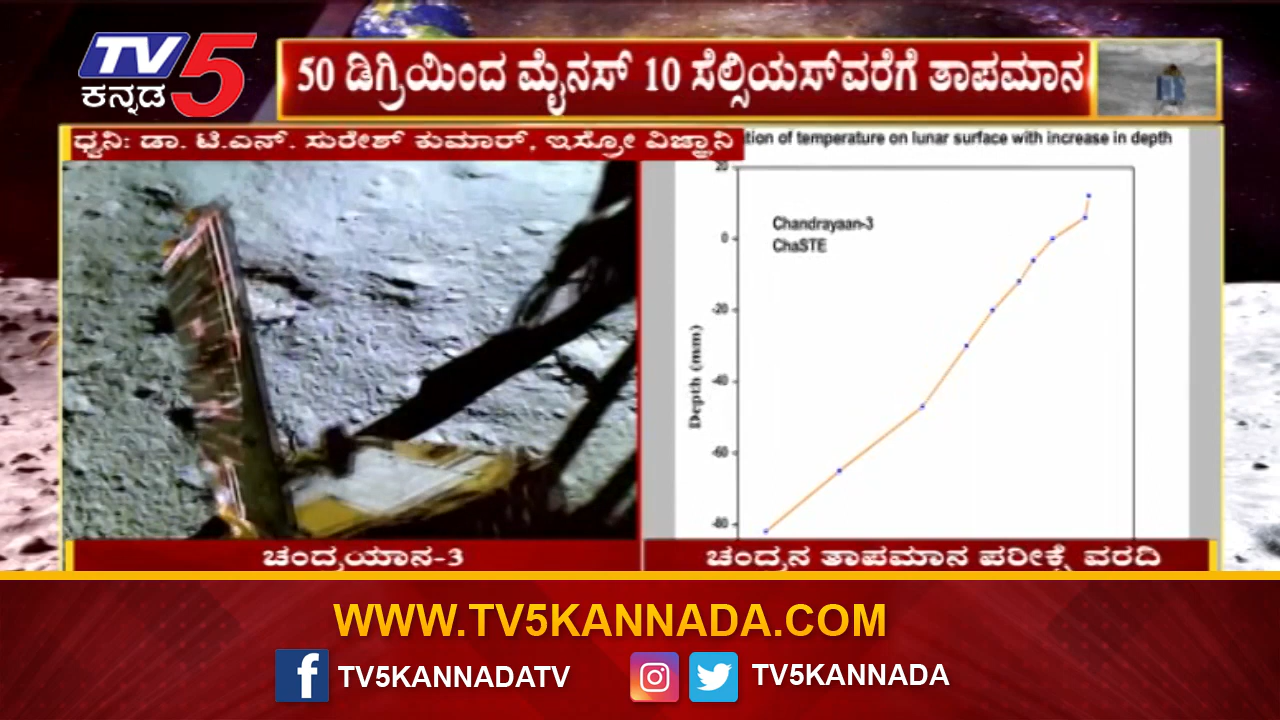 TV5
ಕನ್ನಡ
50 ಡಿಗ್ರಿಯಿಂದ ಮೈನಸ್ 10 ಸೆಲ್ಸಿಯಸ್‌ವರೆಗೆ ತಾಪಮಾನ
ಧ್ವನಿ: ಡಾ. ಟಿ.ಎನ್. ಸುರೇಶ್ ಕುಮಾರ್, ಇಸ್ರೋ ವಿಜ್ಞಾನಿ
tion of temperature on lunar surface with increase in depth
20
Chandrayaan-3
ChaSTE
0
-20
-40
-60
-80
Depth (mm)
ಚಂದ್ರಯಾನ-3
ಚಂದ್ರನ ತಾಪಮಾನ ಪರೀಕ್ಷೆ ವರದಿ
WWW.TV5KANNADA.COM
f TV5KANNADATV
TV5KANNADA